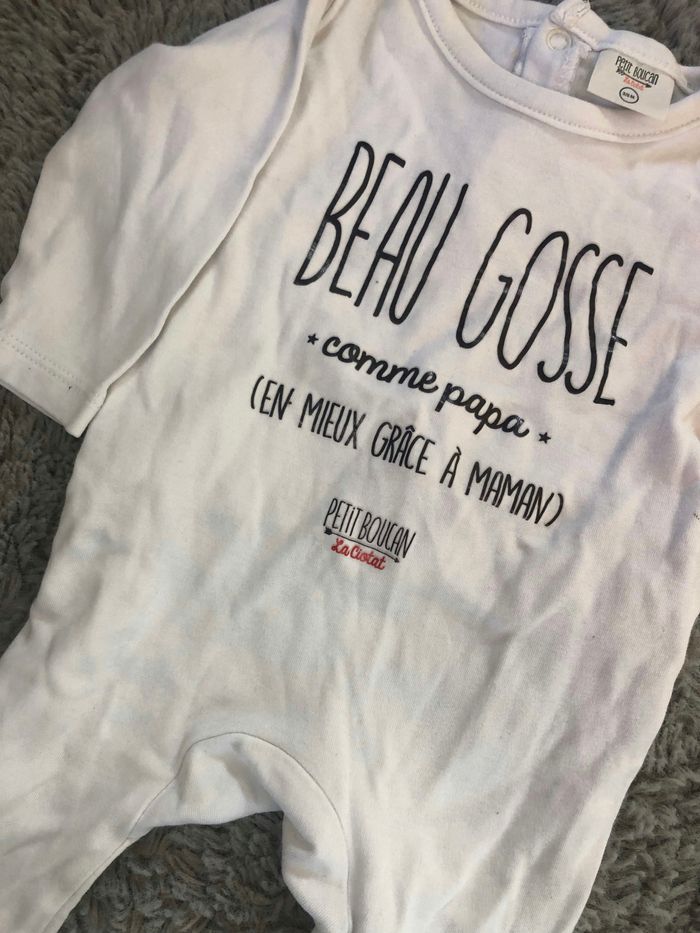 Petit Boucan
BEAU GOSSE
comme papa
(EN MIEUX GRÂCE À MAMAN)
PETIT BOUCAN
La Ciotat